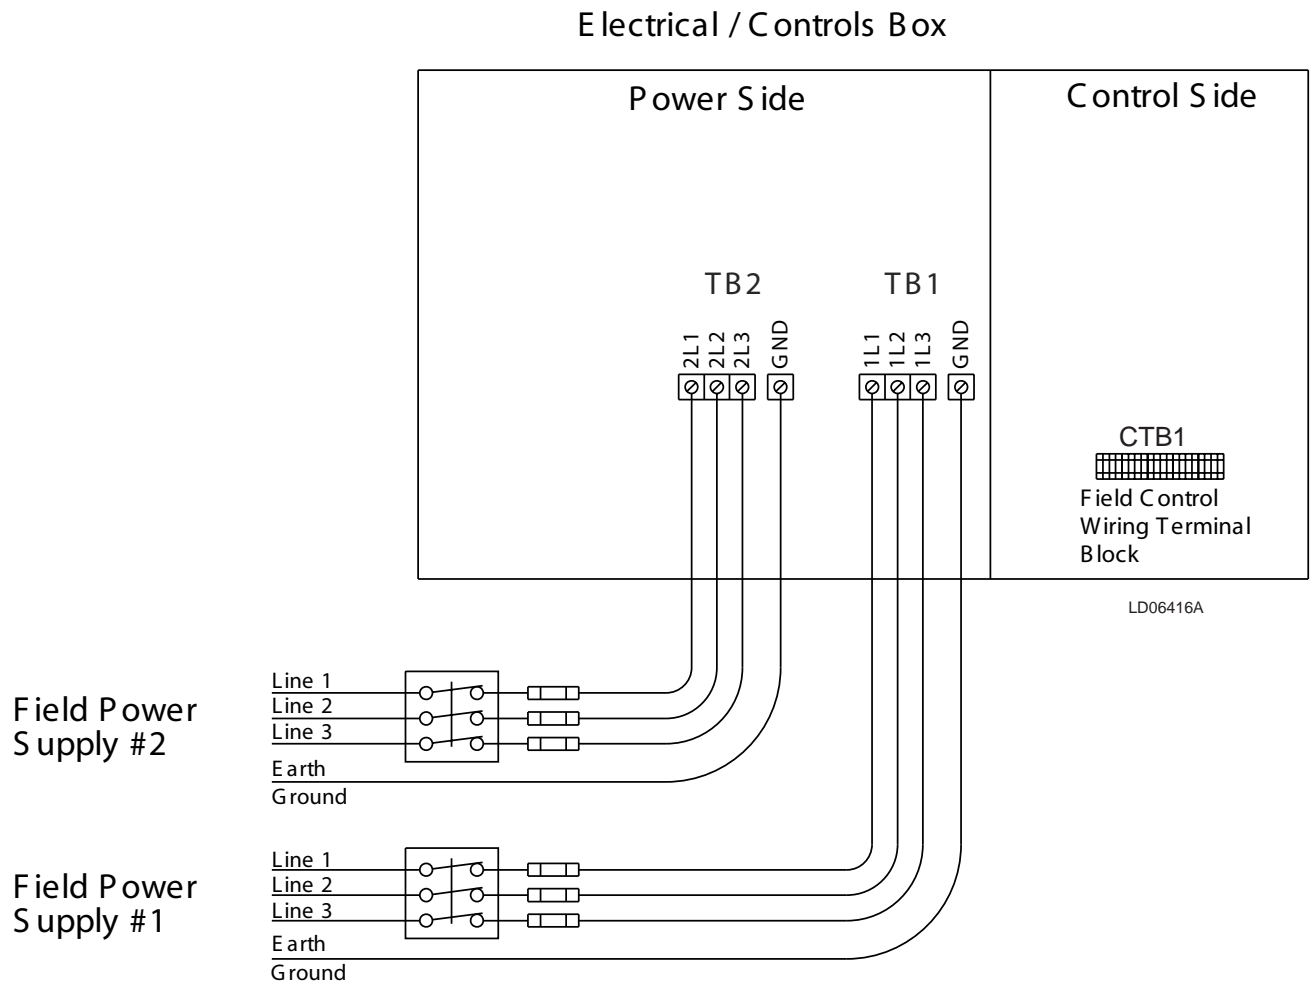 Electrical / Controls Box
Power Side
Control Side
TB2
TB1
2L1
2L2
2L3
GND
1L1
1L2
1L3
GND
CTB1
Field Control
Wiring Terminal
Block
LD06416A
Field Power
Supply #2
Line 1
Line 2
Line 3
Earth
Ground
Field Power
Supply #1
Line 1
Line 2
Line 3
Earth
Ground